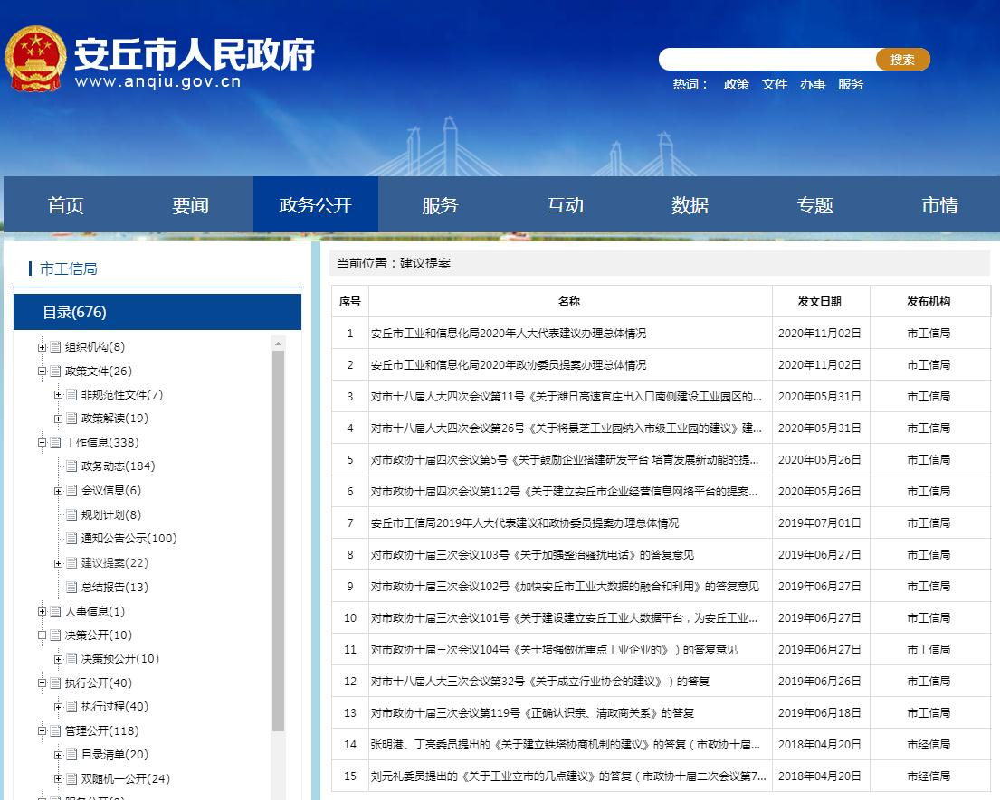 安丘市人民政府
www.anqiu.gov.cn
搜索
热词： 政策 文件 办事 服务
首页 要闻 政务公开 服务 互动 数据 专题 市情
市工信局
目录(676)
组织机构(8)
政策文件(26)
非规范性文件(7)
政策解读(19)
工作信息(338)
政务动态(184)
会议信息(6)
规划计划(8)
通知公告公示(100)
建议提案(22)
总结报告(13)
人事信息(1)
决策公开(10)
决策预公开(10)
执行公开(40)
执行过程(40)
管理公开(118)
目录清单(20)
双随机一公开(24)
当前位置：建议提案
序号 名称 发文日期 发布机构
1 安丘市工业和信息化局2020年人大代表建议办理总体情况 2020年11月02日 市工信局
2 安丘市工业和信息化局2020年政协委员提案办理总体情况 2020年11月02日 市工信局
3 对市十八届人大四次会议第11号《关于潍日高速官庄出入口南侧建设工业园区的... 2020年05月31日 市工信局
4 对市十八届人大四次会议第26号《关于将景芝工业园纳入市级工业园的建议》建... 2020年05月31日 市工信局
5 对市政协十届四次会议第5号《关于鼓励企业搭建研发平台 培育发展新动能的提... 2020年05月26日 市工信局
6 对市政协十届四次会议第112号《关于建立安丘市企业经营信息网络平台的提案... 2020年05月26日 市工信局
7 安丘市工信局2019年人大代表建议和政协委员提案办理总体情况 2019年07月01日 市工信局
8 对市政协十届三次会议103号《关于加强整治骚扰电话》的答复意见 2019年06月27日 市工信局
9 对市政协十届三次会议102号《加快安丘市工业大数据的融合和利用》的答复意见 2019年06月27日 市工信局
10 对市政协十届三次会议101号《关于建设建立安丘工业大数据平台，为安丘工业... 2019年06月27日 市工信局
11 对市政协十届三次会议104号《关于培强做优重点工业企业的》）的答复意见 2019年06月27日 市工信局
12 对市十八届人大三次会议第32号《关于成立行业协会的建议》）的答复 2019年06月26日 市工信局
13 对市政协十届三次会议第119号《正确认识亲、清政商关系》的答复 2019年06月18日 市工信局
14 张明港、丁亮委员提出的《关于建立铁塔协商机制的建议》的答复（市政协十届... 2018年04月20日 市经信局
15 刘元礼委员提出的《关于工业立市的几点建议》的答复（市政协十届二次会议第7... 2018年04月20日 市经信局